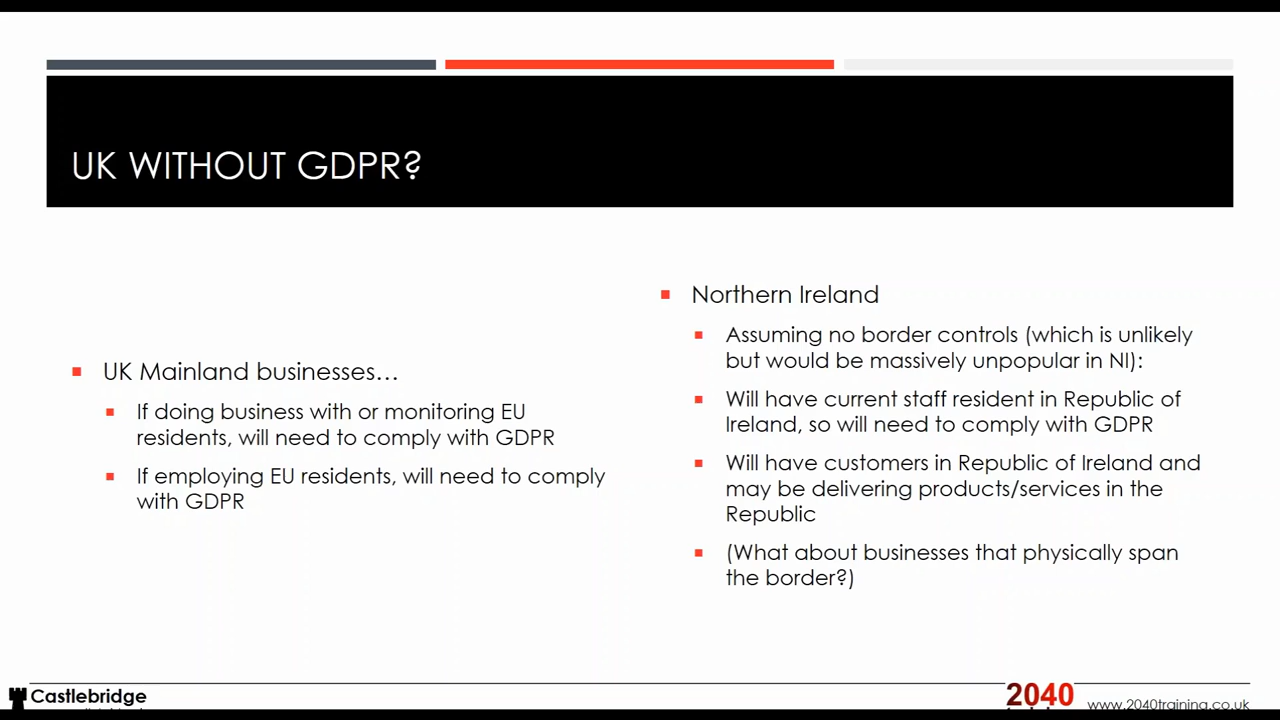 UK WITHOUT GDPR?
UK Mainland businesses…
If doing business with or monitoring EU
residents, will need to comply with GDPR
If employing EU residents, will need to comply
with GDPR
Northern Ireland
Assuming no border controls (which is unlikely
but would be massively unpopular in NI):
Will have current staff resident in Republic of
Ireland, so will need to comply with GDPR
Will have customers in Republic of Ireland and
may be delivering products/services in the
Republic
(What about businesses that physically span
the border?)
Castlebridge
2040
www.2040training.co.uk